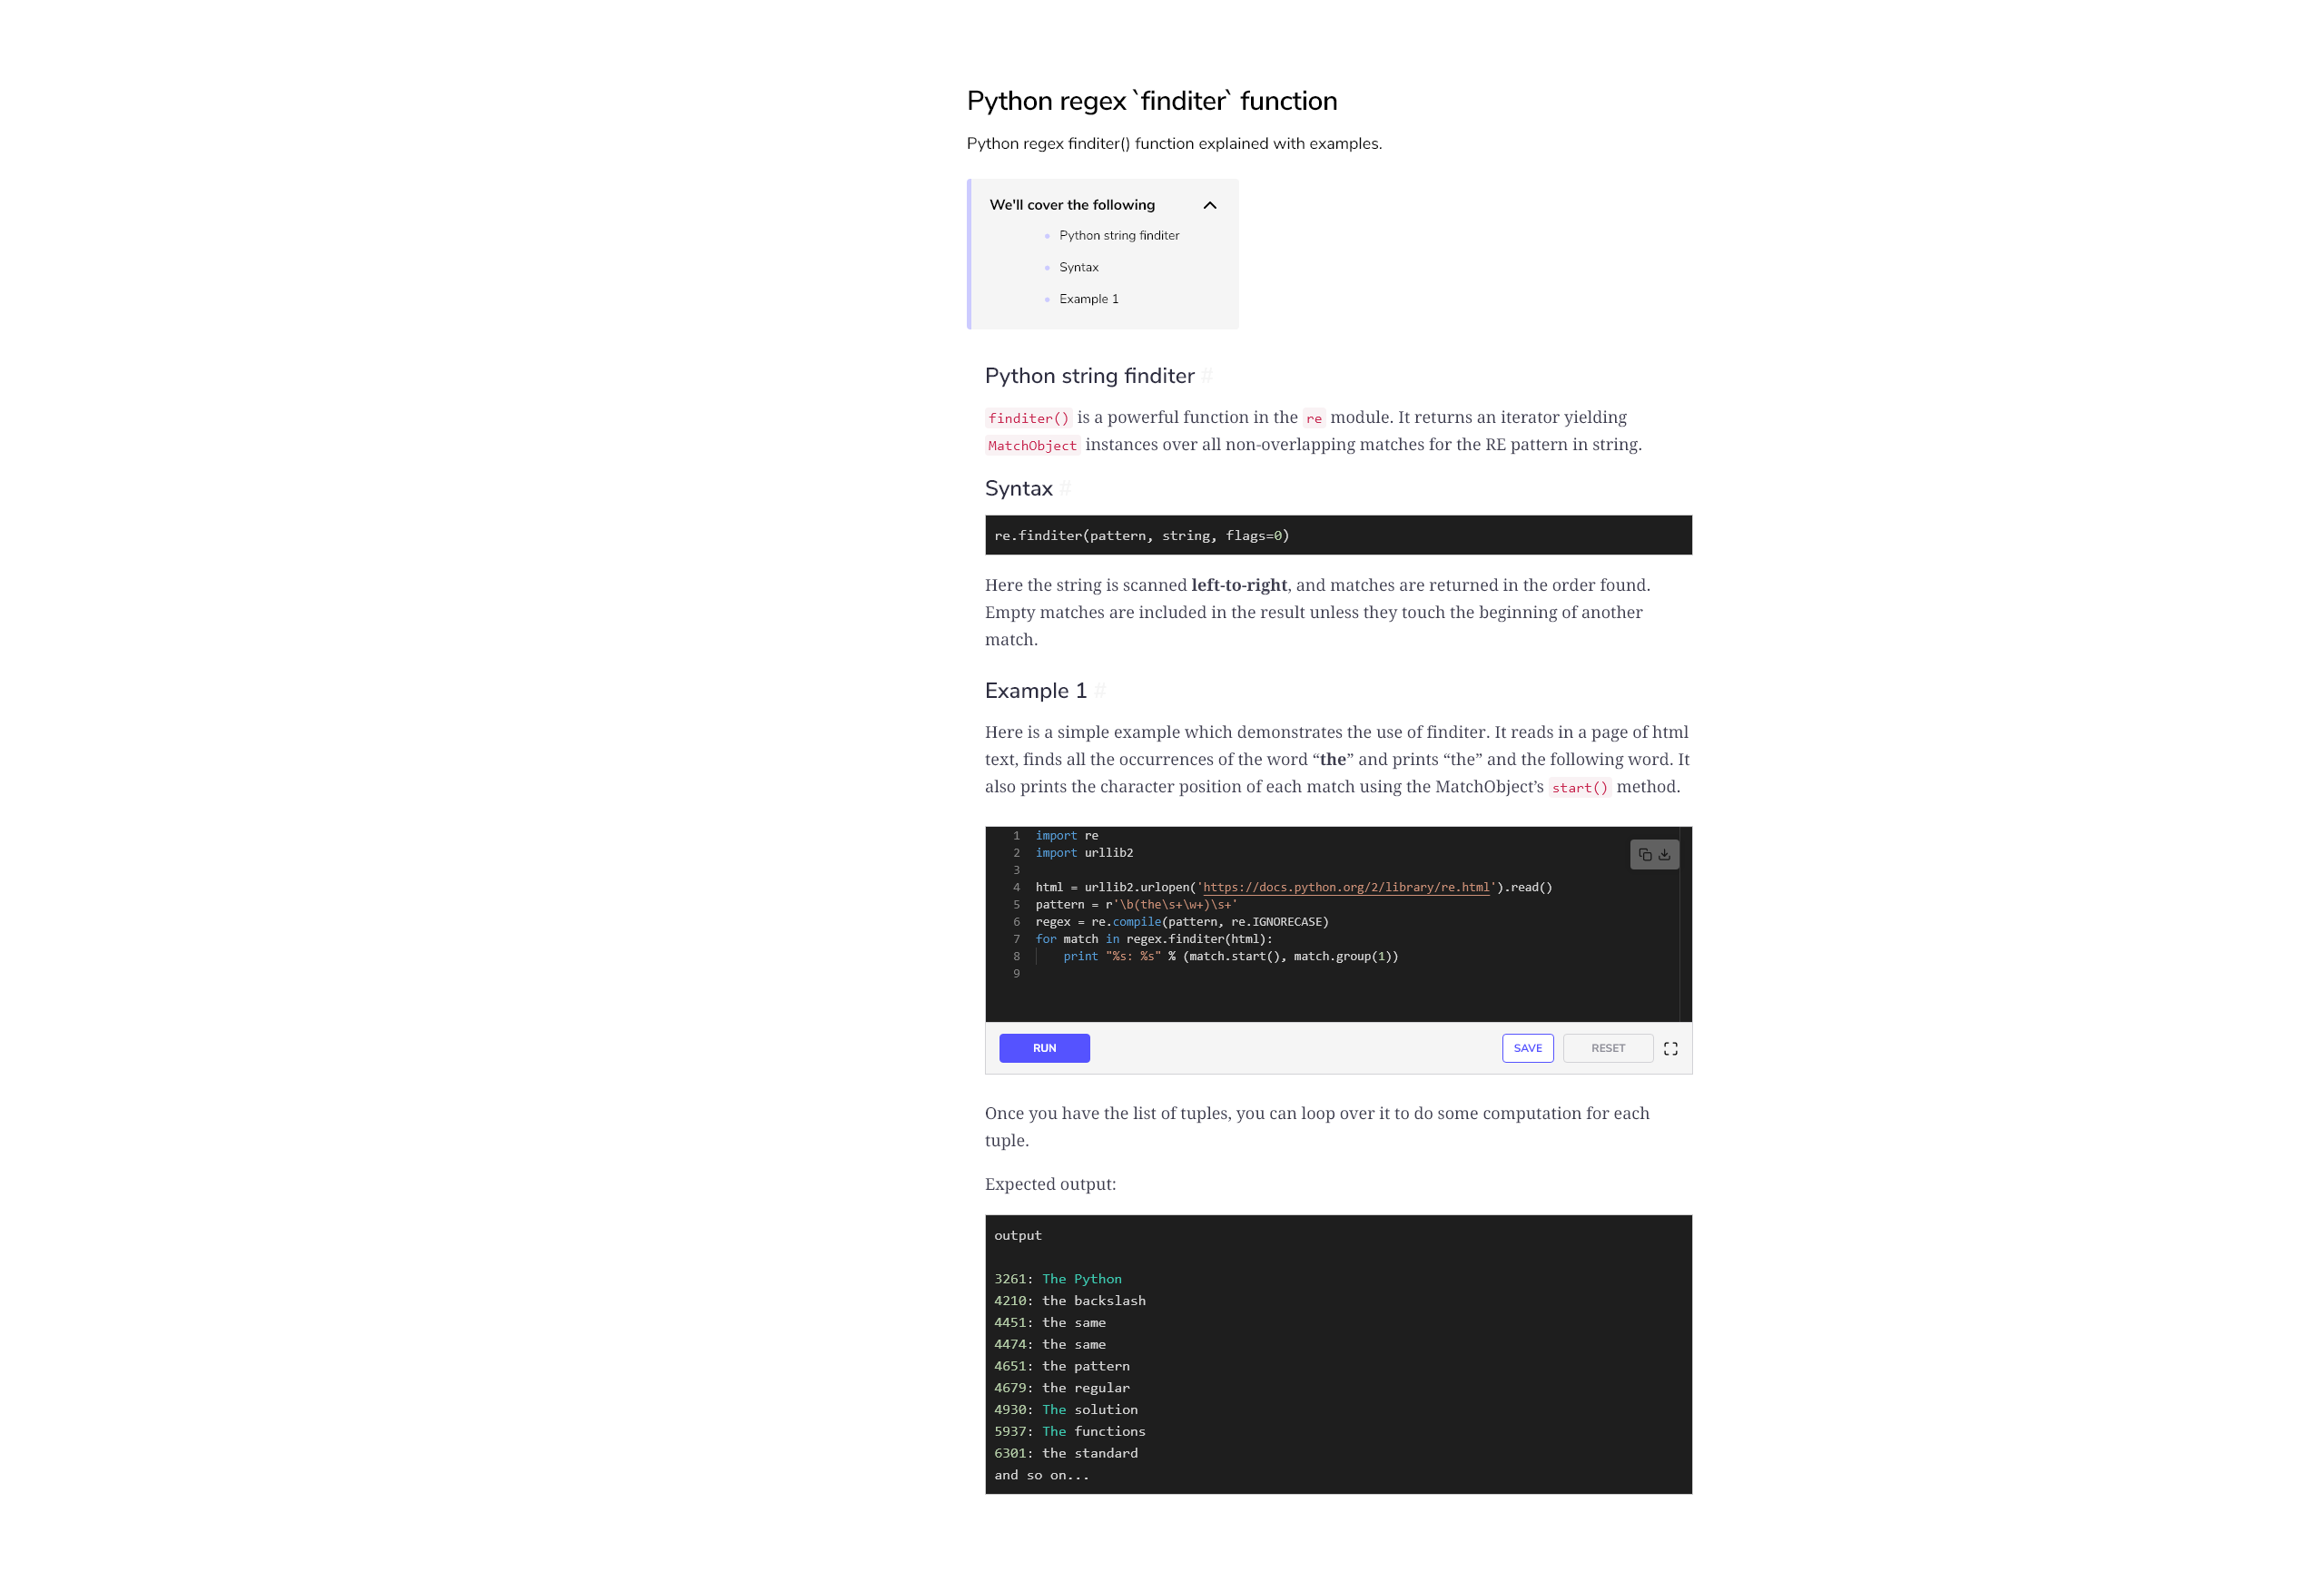 Python regex `finditer` function
Python regex finditer() function explained with examples.
We'll cover the following
Python string finditer
Syntax
Example 1
Python string finditer #
finditer() is a powerful function in the re module. It returns an iterator yielding
MatchObject instances over all non-overlapping matches for the RE pattern in string.
Syntax #
re.finditer(pattern, string, flags=0)
Here the string is scanned left-to-right, and matches are returned in the order found.
Empty matches are included in the result unless they touch the beginning of another
match.
Example 1 #
Here is a simple example which demonstrates the use of finditer. It reads in a page of html
text, finds all the occurrences of the word “the” and prints “the” and the following word. It
also prints the character position of each match using the MatchObject’s start() method.
1 import re
2 import urllib2
3
4 html = urllib2.urlopen('https://docs.python.org/2/library/re.html').read()
5 pattern = r'\b(the\s+\w+)\s+'
6 regex = re.compile(pattern, re.IGNORECASE)
7 for match in regex.finditer(html):
8     print "%s: %s" % (match.start(), match.group(1))
9
RUN SAVE RESET
Once you have the list of tuples, you can loop over it to do some computation for each
tuple.
Expected output:
output
3261: The Python
4210: the backslash
4451: the same
4474: the same
4651: the pattern
4679: the regular
4930: The solution
5937: The functions
6301: the standard
and so on...